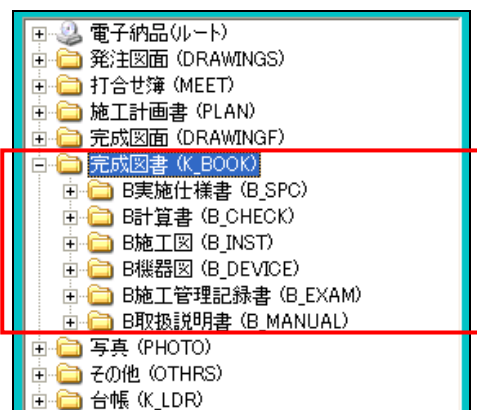 電子納品(ルート)
発注図面 (DRAWINGS)
打合せ簿 (MEET)
施工計画書 (PLAN)
完成図面 (DRAWINGF)
完成図書 (K_BOOK)
B実施仕様書 (B_SPC)
B計算書 (B_CHECK)
B施工図 (B_INST)
B機器図 (B_DEVICE)
B施工管理記録書 (B_EXAM)
B取扱説明書 (B_MANUAL)
写真 (PHOTO)
その他 (OTHRS)
台帳 (K_LDR)